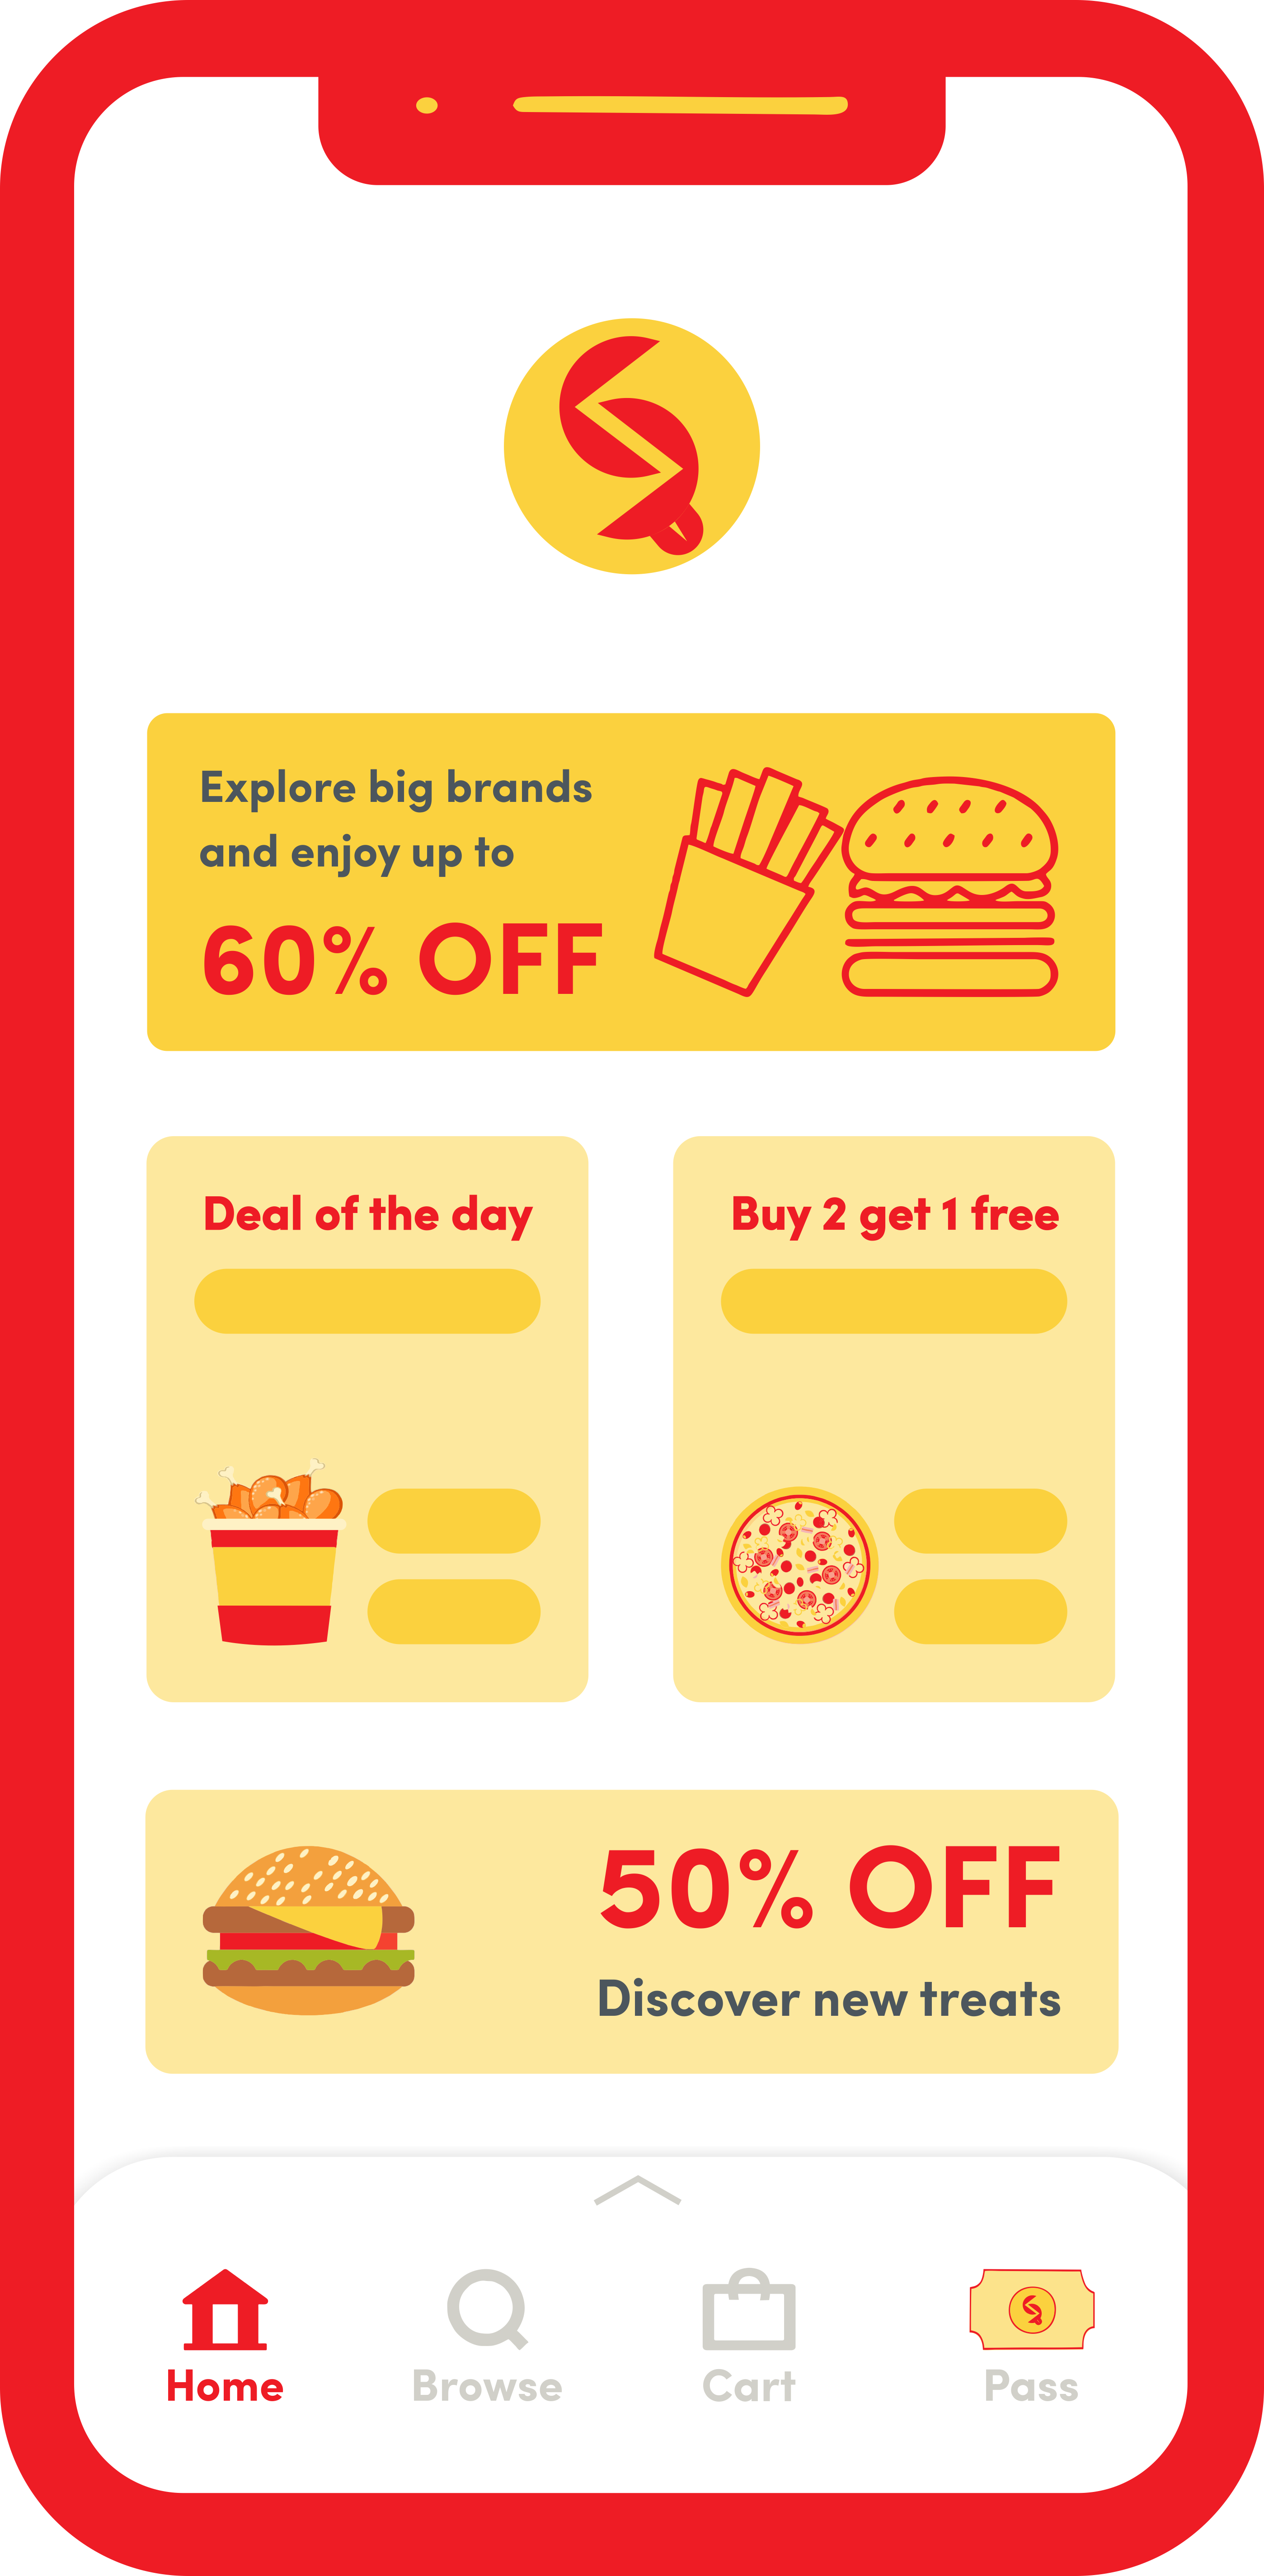 Explore big brands
and enjoy up to
60% OFF
Deal of the day
Buy 2 get 1 free
50% OFF
Discover new treats
Home
Browse
Cart
Pass